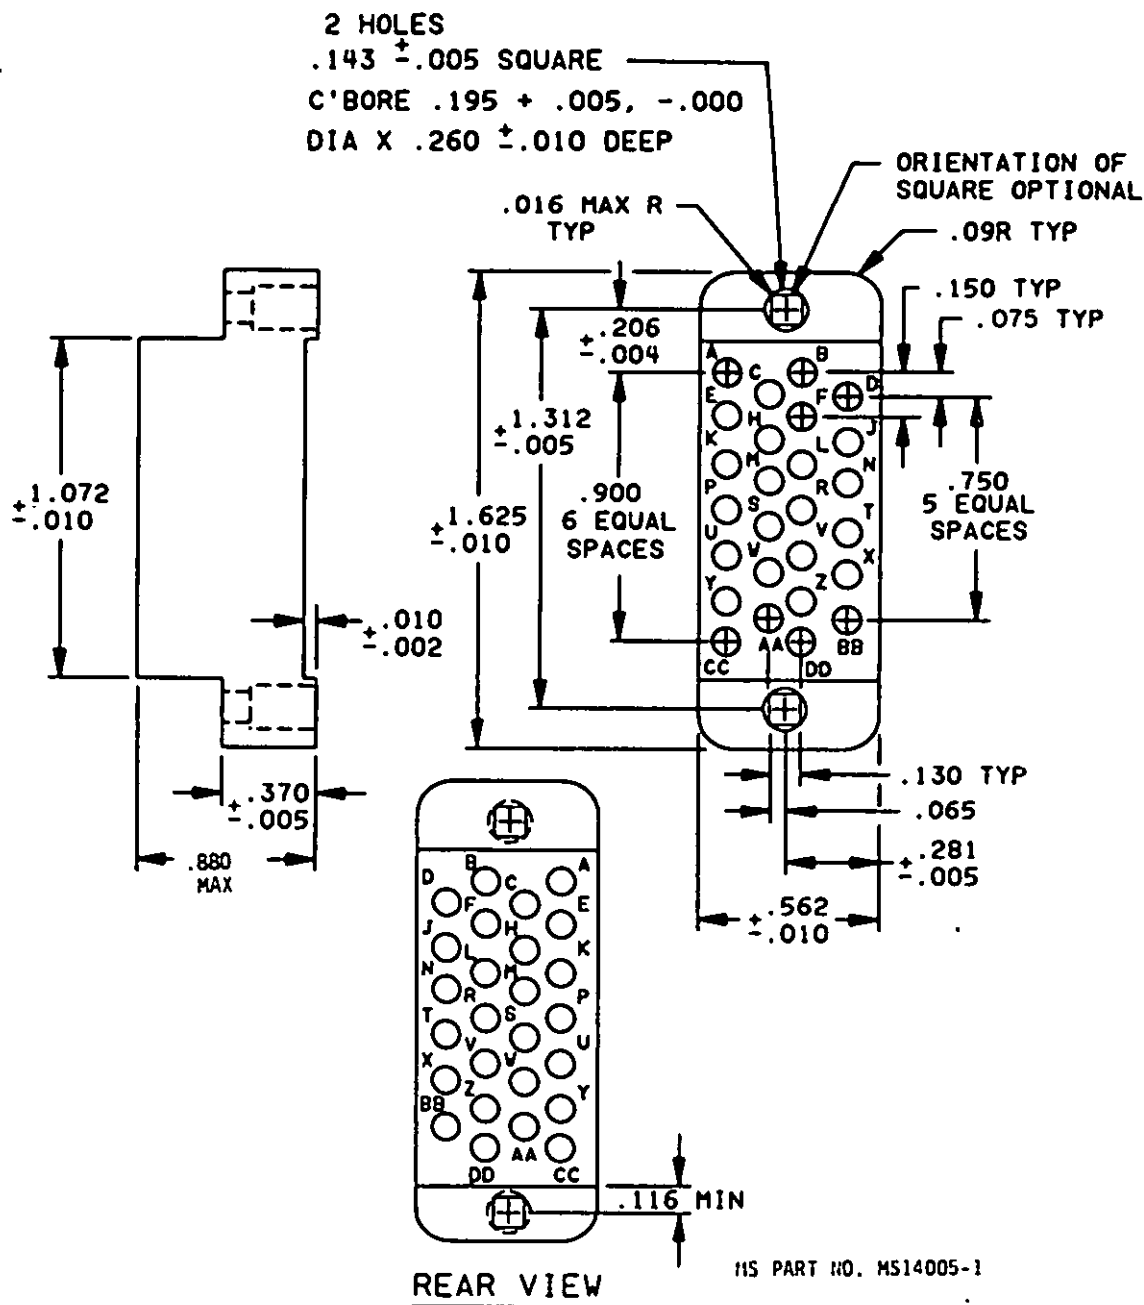 2 HOLES
.143 ±.005 SQUARE
C'BORE .195 + .005, -.000
DIA X .260 ±.010 DEEP
ORIENTATION OF
SQUARE OPTIONAL
.016 MAX R
TYP
.09R TYP
.150 TYP
.075 TYP
.206
±.004
1.312
±.005
1.072
±.010
1.625
±.010
.900
6 EQUAL
SPACES
.750
5 EQUAL
SPACES
A
B
C
D
E
F
H
J
K
L
M
N
P
R
S
T
U
V
W
X
Y
Z
AA
BB
CC
DD
.010
±.002
.370
±.005
.880
MAX
.130 TYP
.065
.281
±.005
.562
±.010
B
A
D
C
F
E
J
H
L
K
N
M
R
P
T
S
V
U
X
W
Z
Y
BB
AA
DD
CC
.116 MIN
REAR VIEW
MS PART NO. MS14005-1